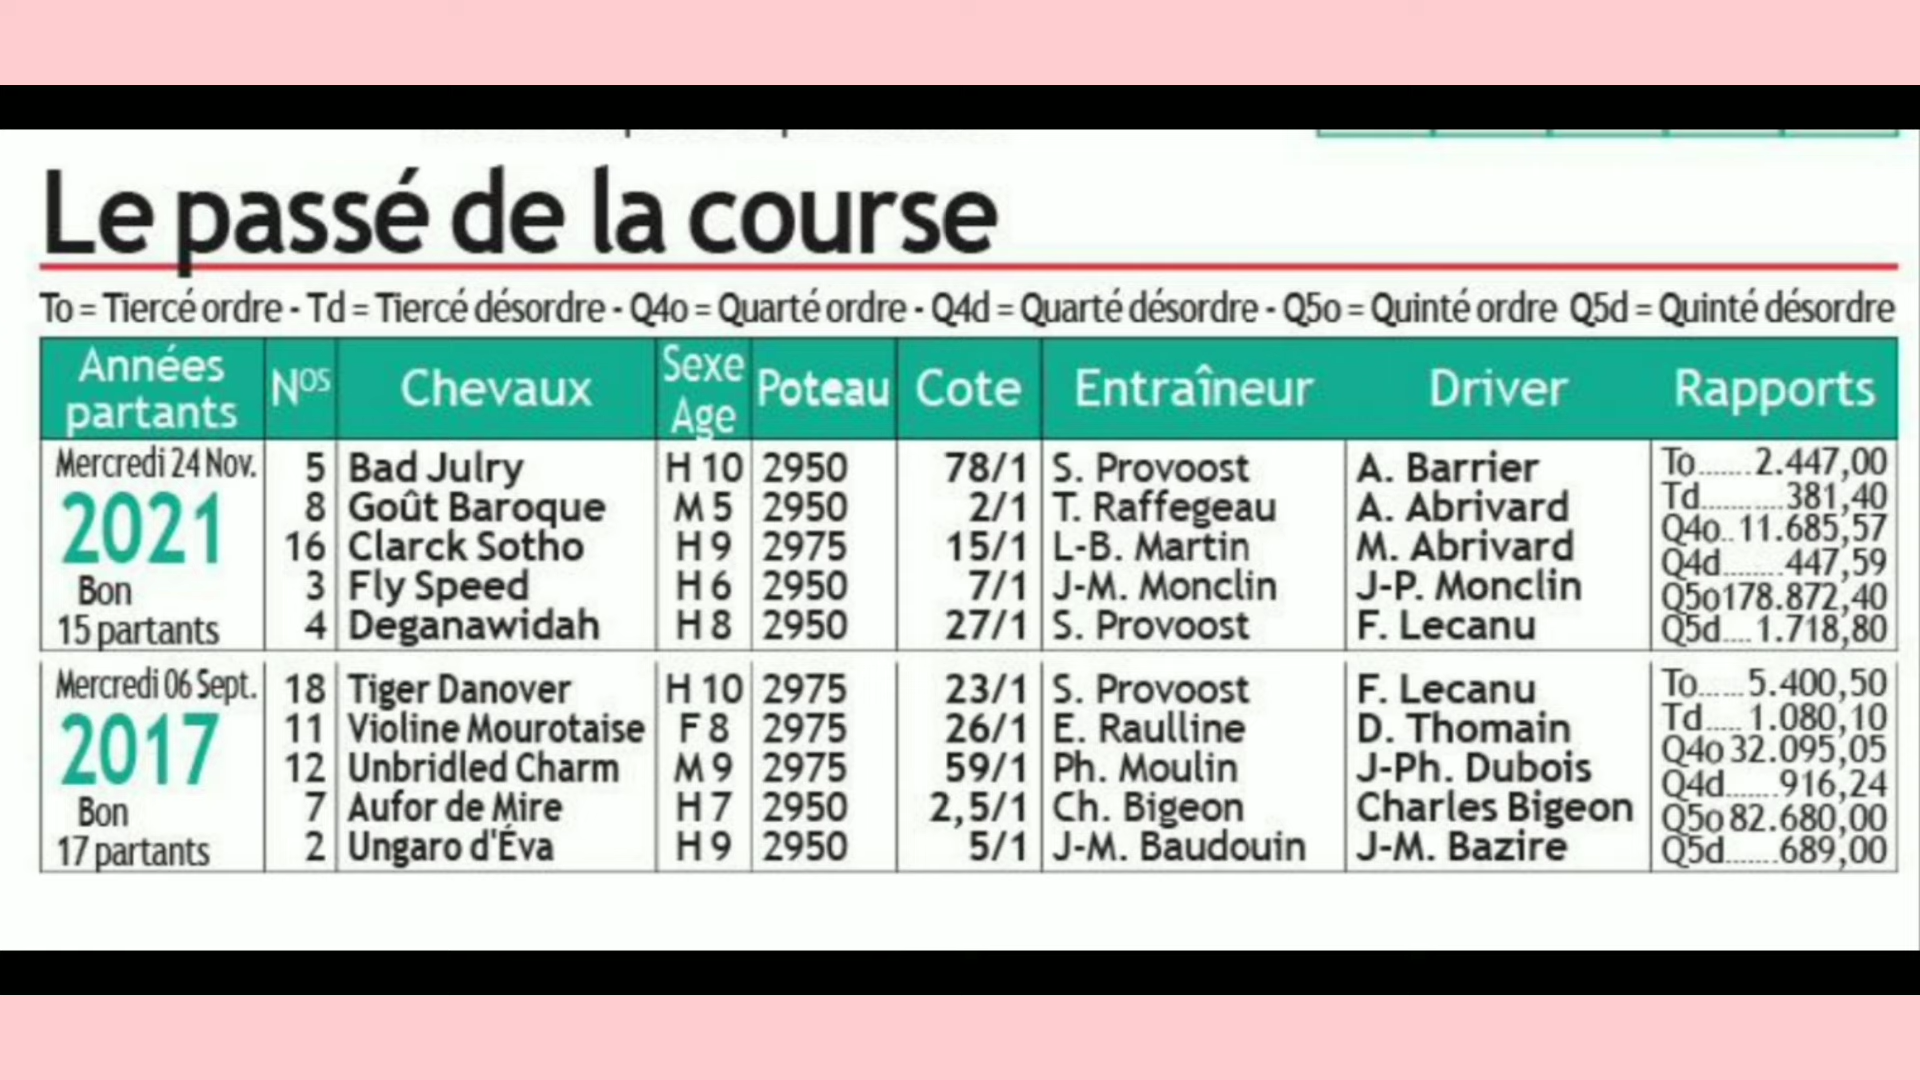 Le passé de la course
To = Tiercé ordre - Td = Tiercé désordre - Q4o = Quarté ordre - Q4d = Quarté désordre - Q5o = Quinté ordre Q5d = Quinté désordre
Années partants Nos Chevaux Sexe Age Poteau Cote Entraîneur Driver Rapports
Mercredi 24 Nov.
2021
Bon
15 partants
5 Bad Julry H 10 2950 78/1 S. Provoost A. Barrier
8 Goût Baroque M 5 2950 2/1 T. Raffegeau A. Abrivard
16 Clarck Sotho H 9 2975 15/1 L-B. Martin M. Abrivard
3 Fly Speed H 6 2950 7/1 J-M. Monclin J-P. Monclin
4 Deganawidah H 8 2950 27/1 S. Provoost F. Lecanu
To.......2.447,00
Td..........381,40
Q4o..11.685,57
Q4d........447,59
Q5o178.872,40
Q5d....1.718,80
Mercredi 06 Sept.
2017
Bon
17 partants
18 Tiger Danover H 10 2975 23/1 S. Provoost F. Lecanu
11 Violine Mourotaise F 8 2975 26/1 E. Raulline D. Thomain
12 Unbridled Charm M 9 2975 59/1 Ph. Moulin J-Ph. Dubois
7 Aufor de Mire H 7 2950 2,5/1 Ch. Bigeon Charles Bigeon
2 Ungaro d'Éva H 9 2950 5/1 J-M. Baudouin J-M. Bazire
To......5.400,50
Td.....1.080,10
Q4o 32.095,05
Q4d.......916,24
Q5o 82.680,00
Q5d.......689,00